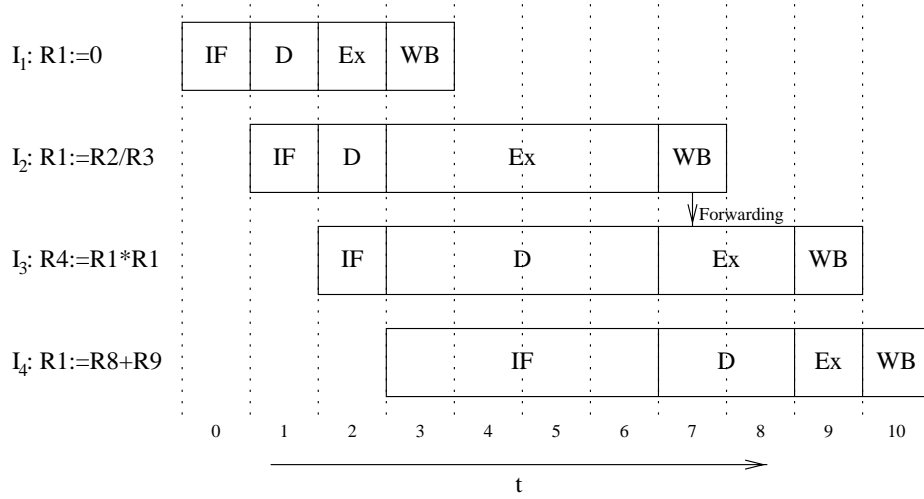 I1: R1:=0 IF D Ex WB
I2: R1:=R2/R3 IF D Ex WB
Forwarding
I3: R4:=R1*R1 IF D Ex WB
I4: R1:=R8+R9 IF D Ex WB
0 1 2 3 4 5 6 7 8 9 10
t